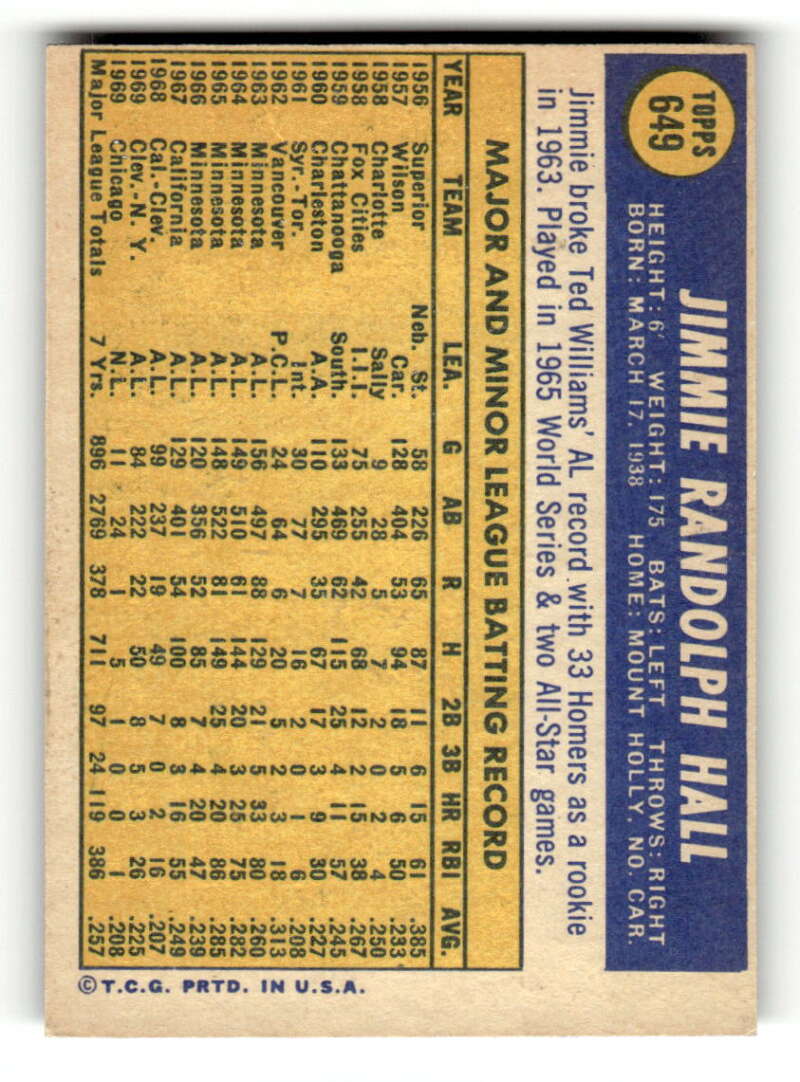 TOPPS
649
JIMMIE RANDOLPH HALL
HEIGHT: 6' WEIGHT: 175 BATS: LEFT THROWS: RIGHT
BORN: MARCH 17, 1938 HOME: MOUNT HOLLY, NO. CAR.
Jimmie broke Ted Williams' AL record with 33 Homers as a rookie
in 1963. Played in 1965 World Series & two All-Star games.
MAJOR AND MINOR LEAGUE BATTING RECORD
YEAR TEAM LEA. G AB R H 2B 3B HR RBI AVG.
1956 Superior Neb. St. 58 226 65 87 11 6 15 61 .385
1957 Wilson Car. 128 404 53 94 18 5 6 50 .233
1958 Charlotte Sally 9 28 5 7 2 0 2 4 .250
1958 Fox Cities I.I.I. 75 255 42 68 12 2 15 38 .267
1959 Chattanooga South. 133 469 62 115 25 4 11 57 .245
1960 Charleston A.A. 110 295 35 67 17 3 9 30 .227
1961 Syr.-Tor. Int. 30 77 7 16 2 0 1 6 .208
1962 Vancouver P.C.L. 24 64 6 20 5 2 3 18 .313
1963 Minnesota A.L. 156 497 88 129 21 5 33 80 .260
1964 Minnesota A.L. 149 510 61 144 20 3 25 75 .282
1965 Minnesota A.L. 148 522 81 149 25 4 20 86 .285
1966 Minnesota A.L. 120 356 52 85 7 4 20 47 .239
1967 California A.L. 129 401 54 100 8 3 16 55 .249
1968 Cal.-Clev. A.L. 99 237 19 49 7 0 2 16 .207
1969 Clev.-N.Y. A.L. 84 222 22 50 8 5 3 26 .225
1969 Chicago N.L. 11 24 1 5 1 0 0 1 .208
Major League Totals 7 Yrs. 896 2769 378 711 97 24 119 386 .257
© T.C.G. PRTD. IN U.S.A.